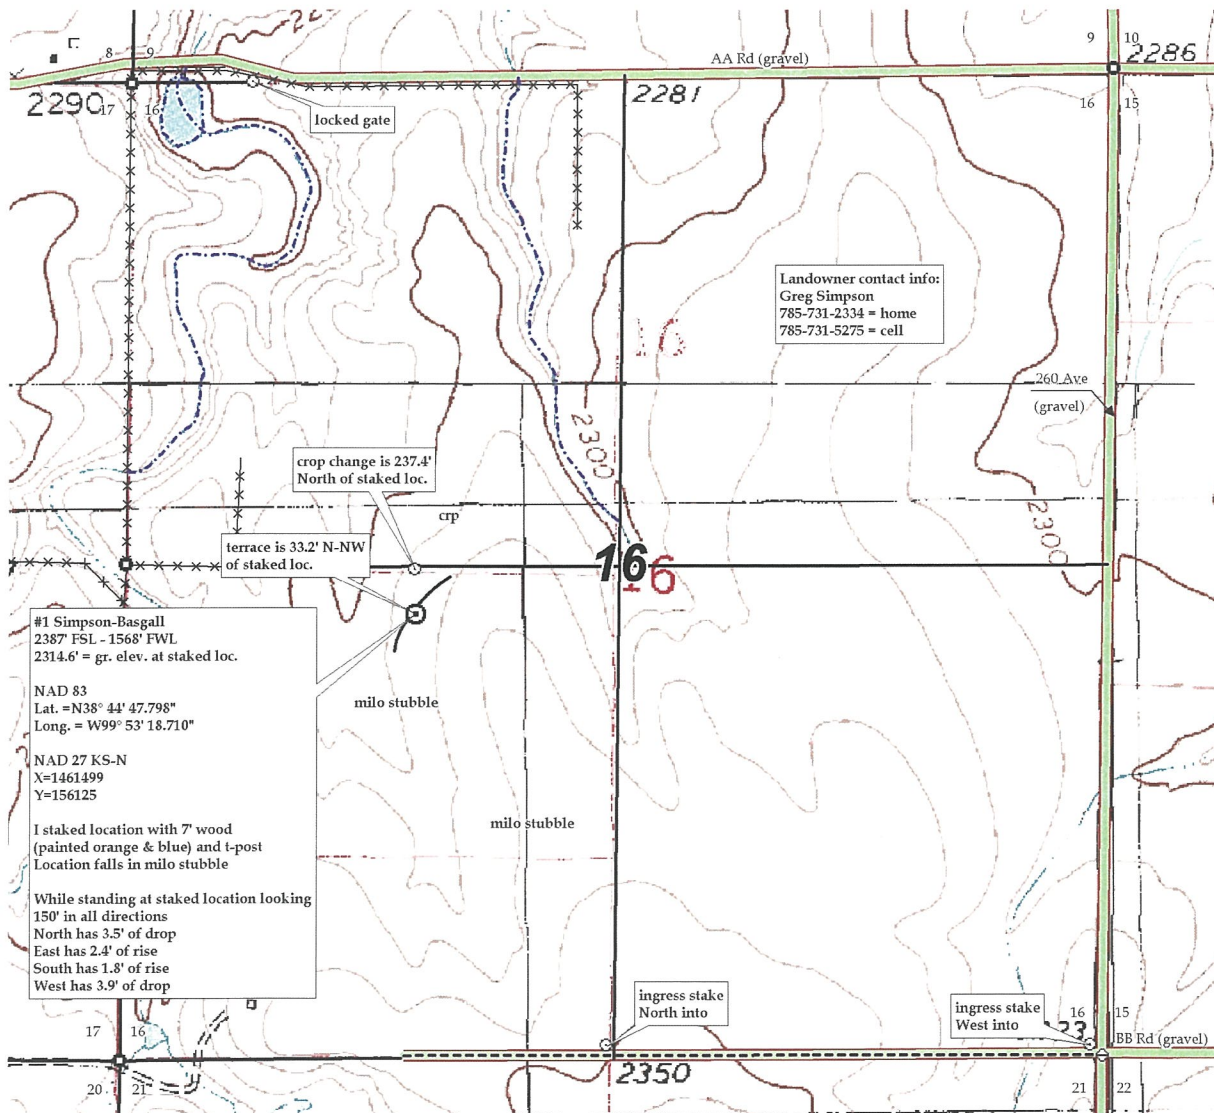 22
8 9
AA Rd (gravel)
9 10
2286
2290
17 16
locked gate
2281
16 15
Landowner contact info:
Greg Simpson
785-731-2334 = home
785-731-5275 = cell
16
260 Ave
(gravel)
2300
crop change is 237.4'
North of staked loc.
crp
2300
terrace is 33.2' N-NW
of staked loc.
16
16
#1 Simpson-Basgall
2387' FSL - 1568' FWL
2314.6' = gr. elev. at staked loc.
NAD 83
Lat. =N38° 44' 47.798"
Long. = W99° 53' 18.710"
NAD 27 KS-N
X=1461499
Y=156125
I staked location with 7' wood
(painted orange & blue) and t-post
Location falls in milo stubble
While standing at staked location looking
150' in all directions
North has 3.5' of drop
East has 2.4' of rise
South has 1.8' of rise
West has 3.9' of drop
milo stubble
milo stubble
ingress stake
North into
ingress stake
West into
17 16
16 15
23
BB Rd (gravel)
2350
20 21
21 22